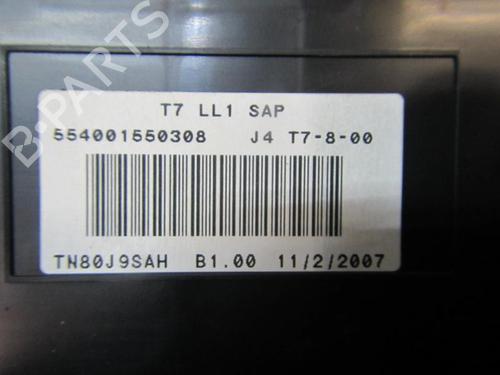 T7 LL1 SAP
554001550308 J4 T7-8-00
TN80J9SAH B1.00 11/2/2007
B-PARTS